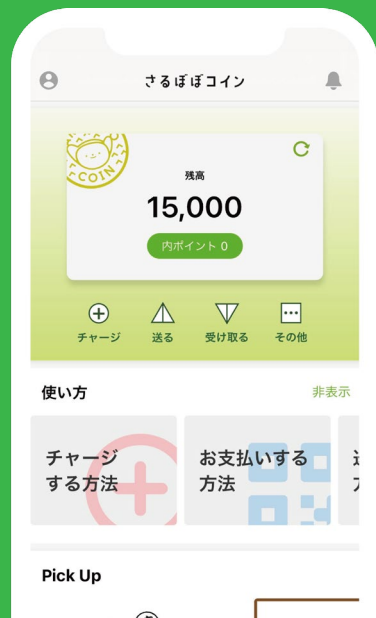 さるぼぼコイン
COIN
残高
15,000
内ポイント 0
チャージ
送る
受け取る
その他
使い方
非表示
チャージ
する方法
お支払いする
方法
Pick Up